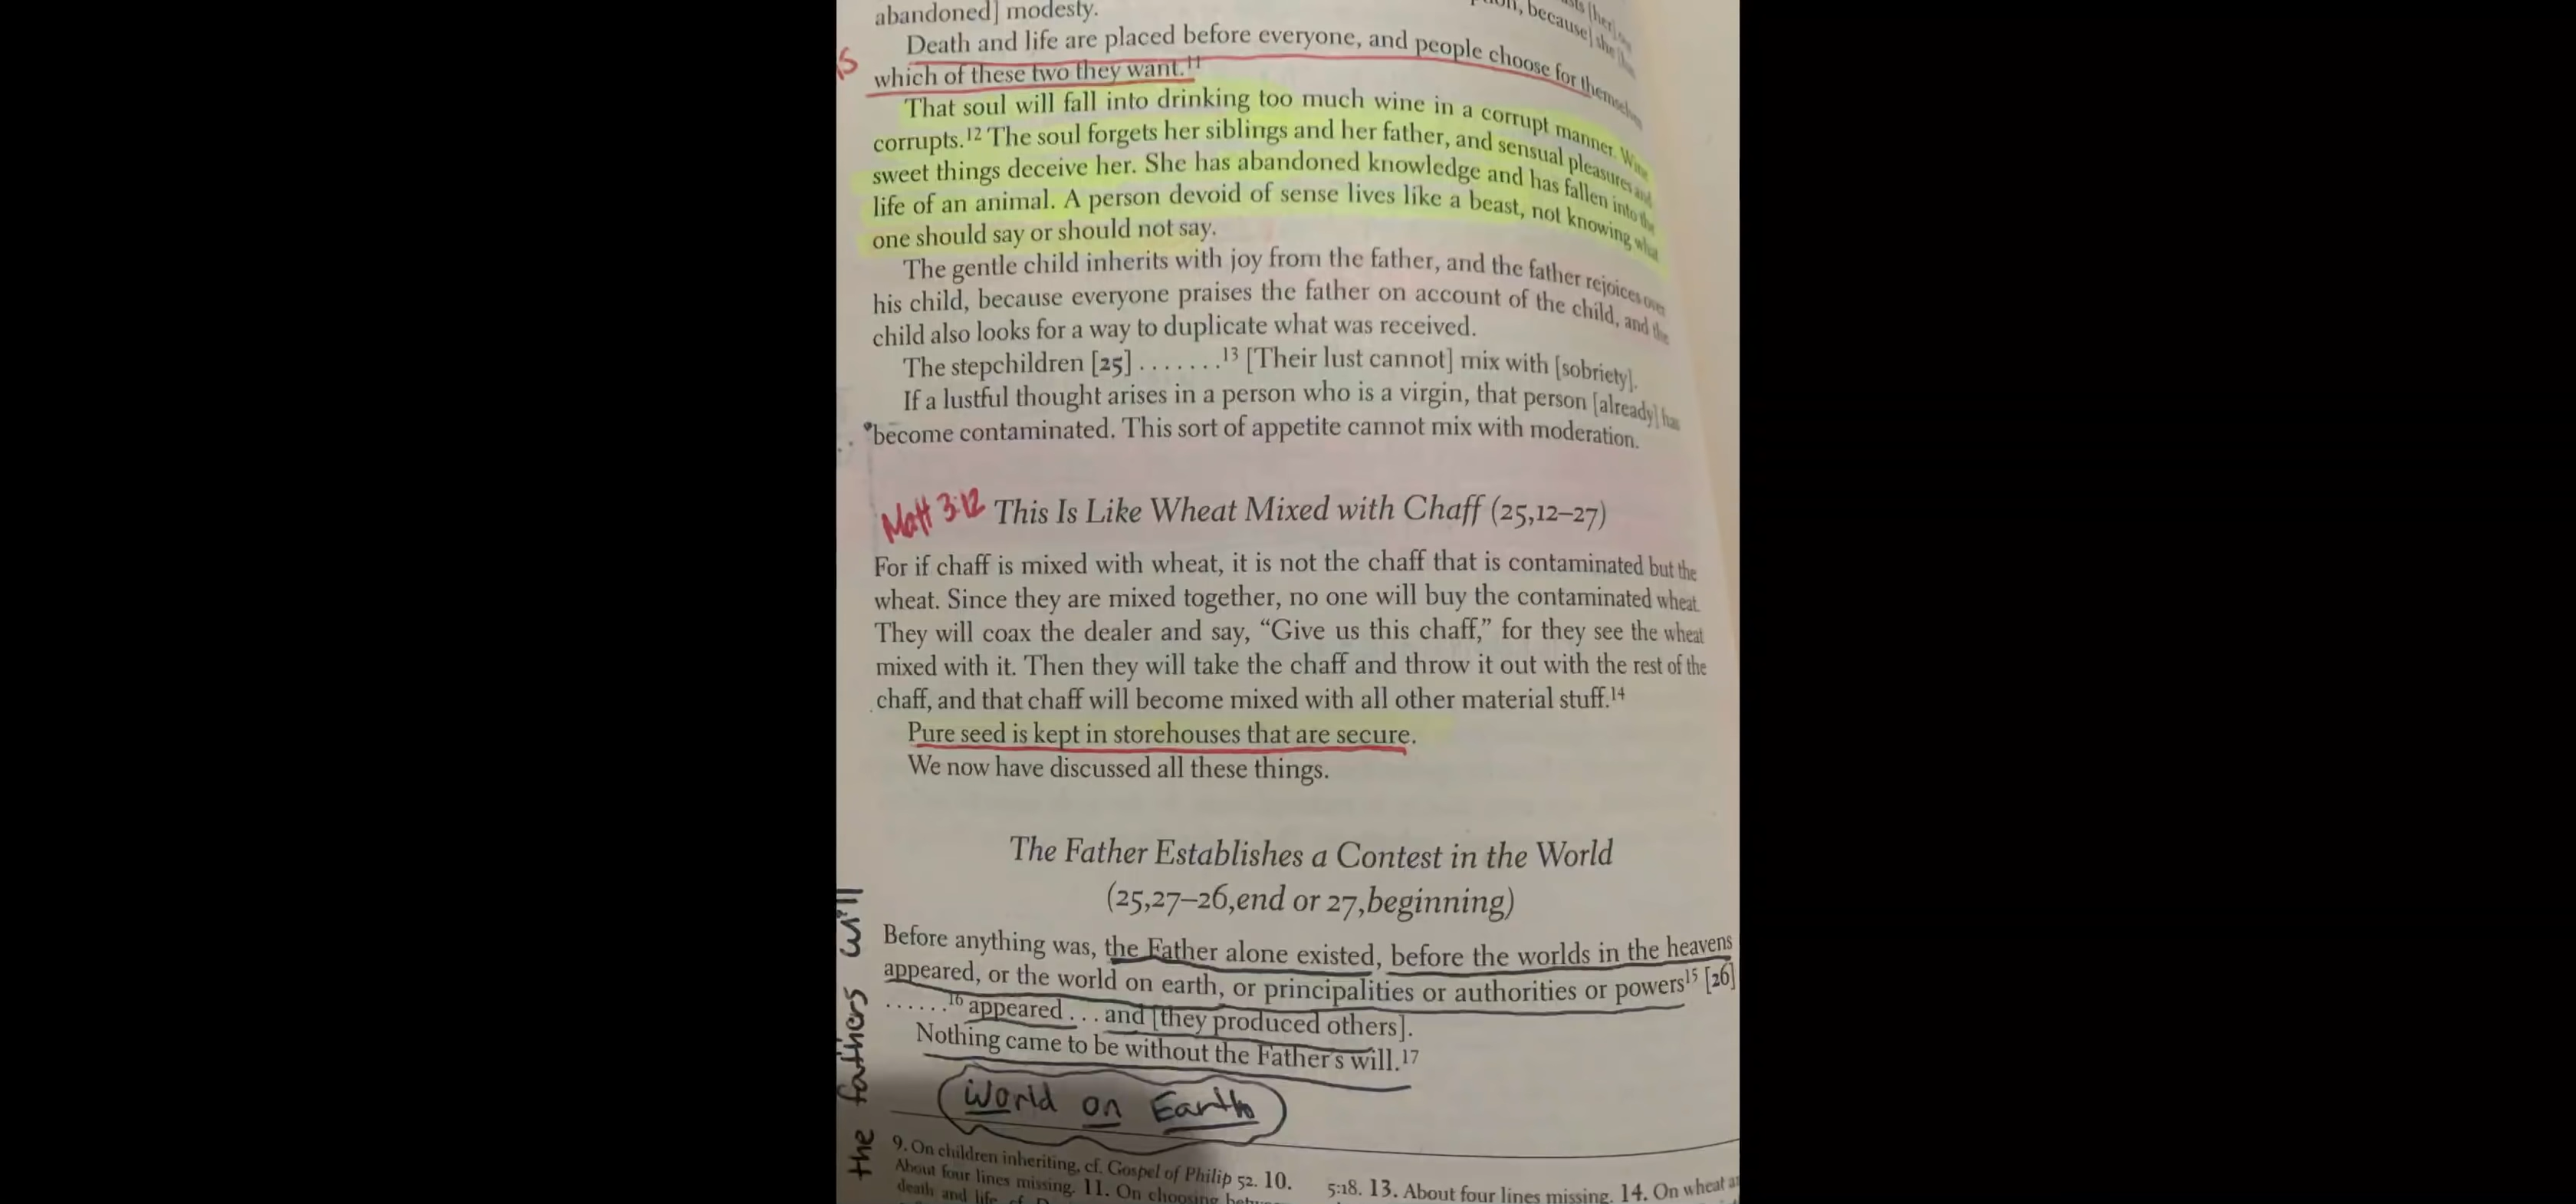 abandoned] modesty.
because] she
Death and life are placed before everyone, and people choose for
which of these two they want.11
That soul will fall into drinking too much wine in a corrupt manner. Wine
corrupts.12 The soul forgets her siblings and her father, and sensual pleasures and
sweet things deceive her. She has abandoned knowledge and has fallen into the
life of an animal. A person devoid of sense lives like a beast, not knowing what
one should say or should not say.
The gentle child inherits with joy from the father, and the father rejoices over
his child, because everyone praises the father on account of the child, and the
child also looks for a way to duplicate what was received.
The stepchildren [25] . . . . . . .13 [Their lust cannot] mix with [sobriety].
If a lustful thought arises in a person who is a virgin, that person [already] has
become contaminated. This sort of appetite cannot mix with moderation.
Matt 3:12 This Is Like Wheat Mixed with Chaff (25,12–27)
For if chaff is mixed with wheat, it is not the chaff that is contaminated but the
wheat. Since they are mixed together, no one will buy the contaminated wheat.
They will coax the dealer and say, “Give us this chaff,” for they see the wheat
mixed with it. Then they will take the chaff and throw it out with the rest of the
chaff, and that chaff will become mixed with all other material stuff.14
Pure seed is kept in storehouses that are secure.
We now have discussed all these things.
The Father Establishes a Contest in the World
(25,27–26,end or 27,beginning)
Before anything was, the Father alone existed, before the worlds in the heavens
appeared, or the world on earth, or principalities or authorities or powers15 [26]
. . . . . .16 appeared . . . and [they produced others].
Nothing came to be without the Father's will.17
World on Earth
the fathers will
9. On children inheriting, cf. Gospel of Philip 52. 10.
About four lines missing. 11. On choosing
death and life, cf.
5:18. 13. About four lines missing. 14. On wheat